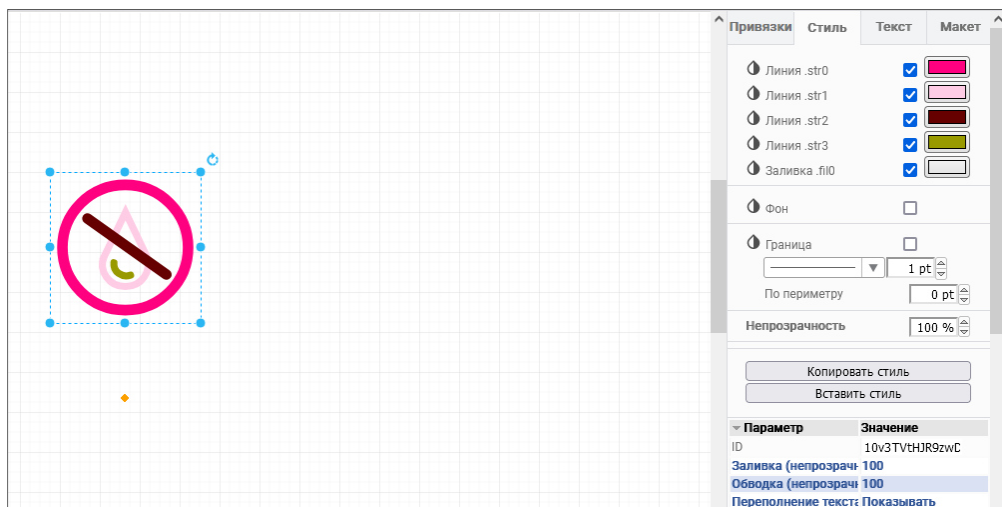 Привязки Стиль Текст Макет
Линия .str0
Линия .str1
Линия .str2
Линия .str3
Заливка .fil0
Фон
Граница
1 pt
По периметру 0 pt
Непрозрачность 100 %
Копировать стиль
Вставить стиль
Параметр Значение
ID 10v3TVtHJR9zwD
Заливка (непрозрачн 100
Обводка (непрозрачн 100
Переполнение текста Показывать